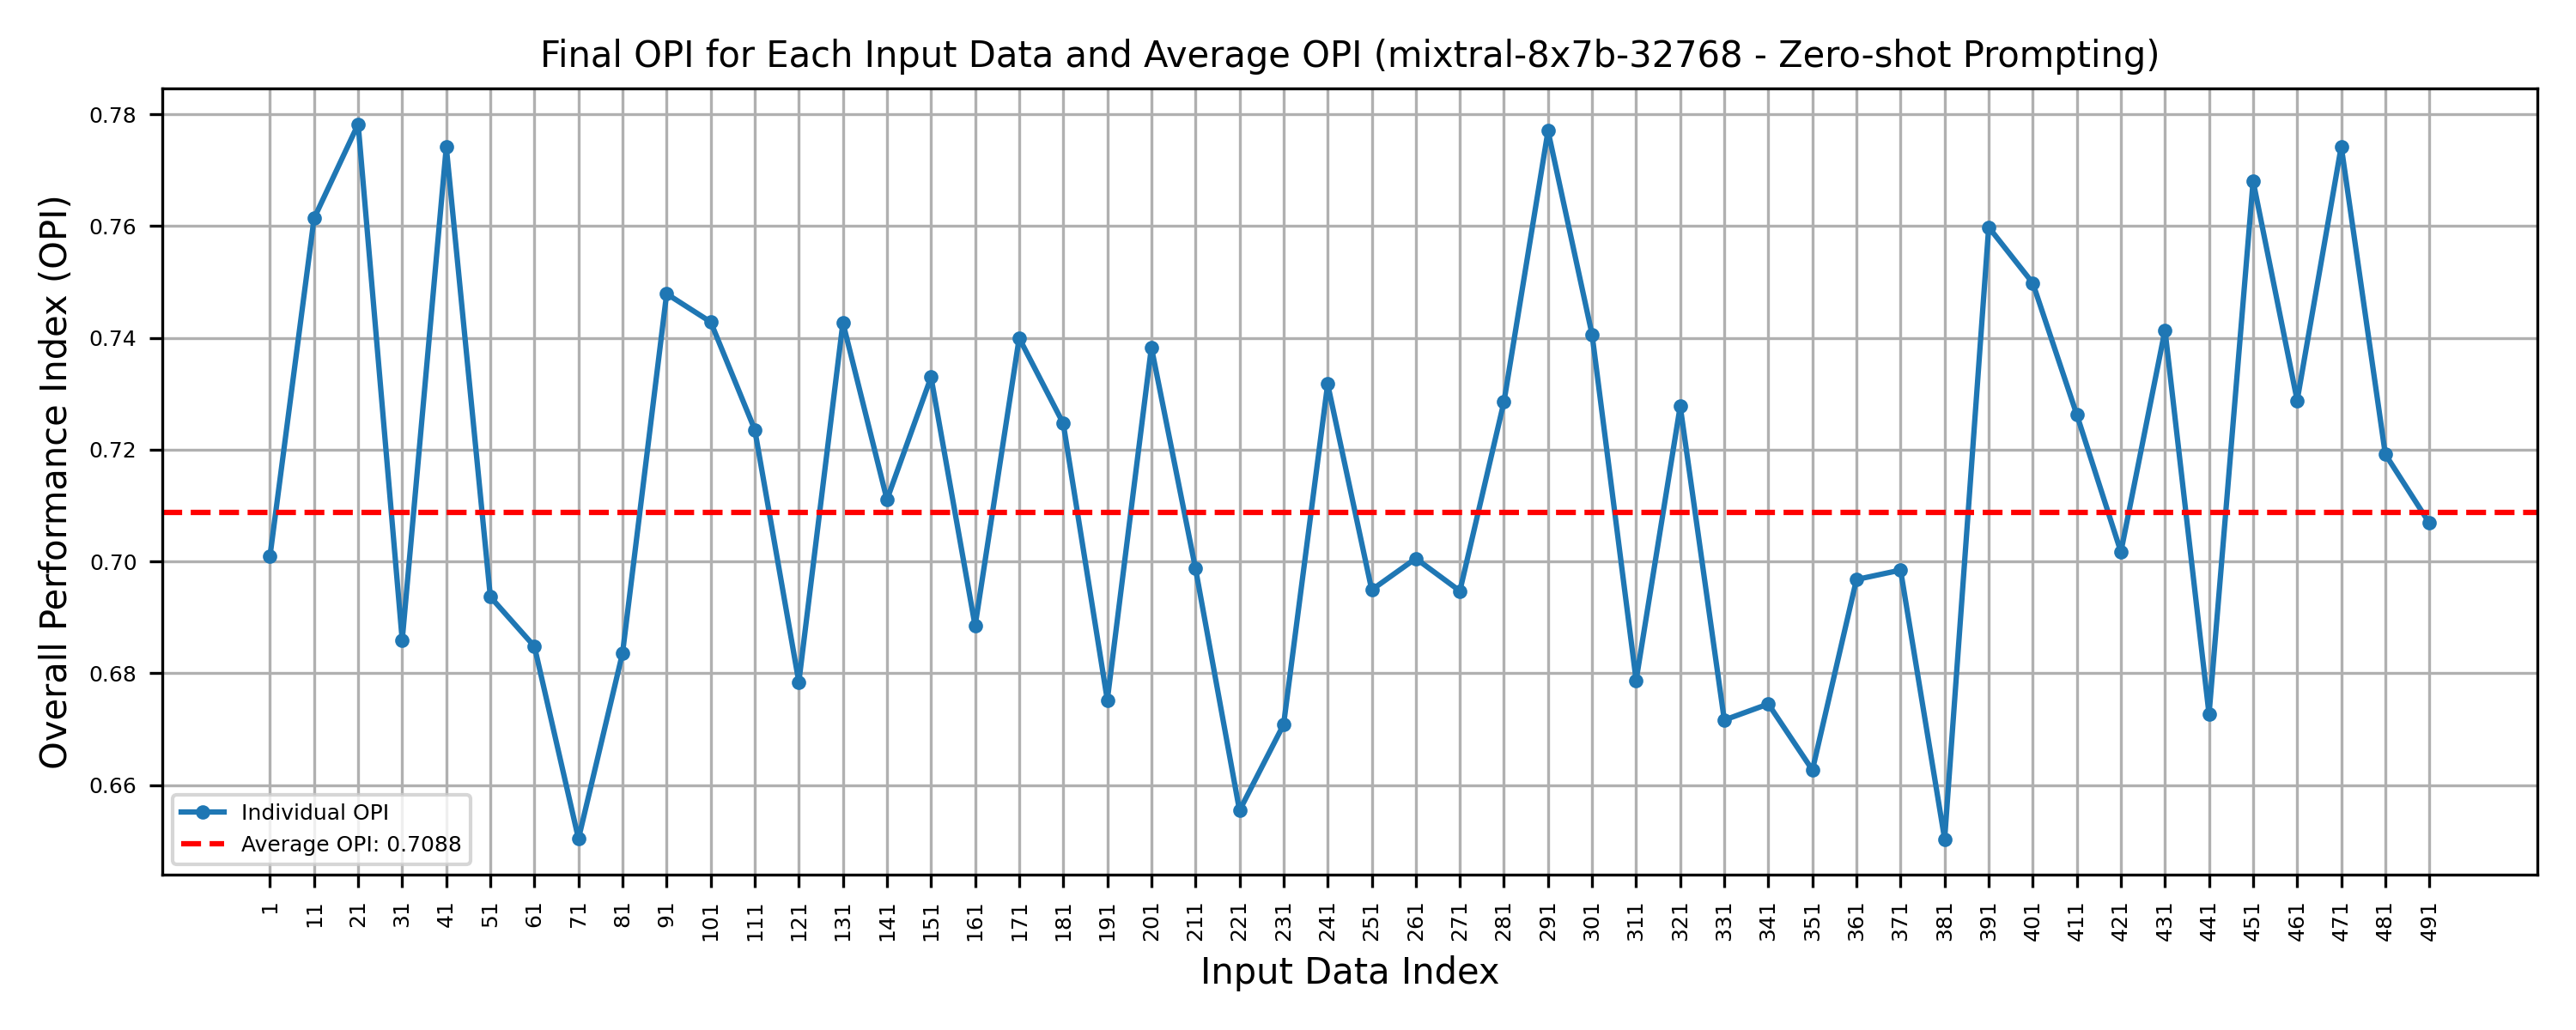 Final OPI for Each Input Data and Average OPI (mixtral-8x7b-32768 - Zero-shot Prompting)
Overall Performance Index (OPI)
0.78
0.76
0.74
0.72
0.70
0.68
0.66
Individual OPI
Average OPI: 0.7088
1 11 21 31 41 51 61 71 81 91 101 111 121 131 141 151 161 171 181 191 201 211 221 231 241 251 261 271 281 291 301 311 321 331 341 351 361 371 381 391 401 411 421 431 441 451 461 471 481 491
Input Data Index